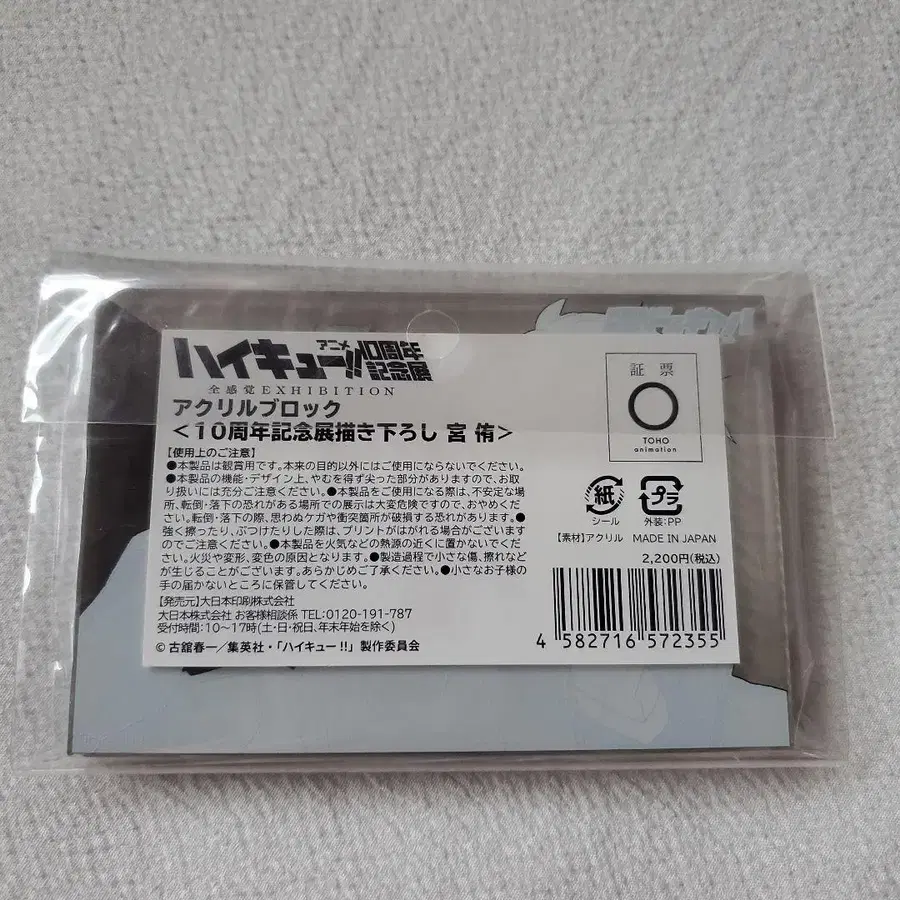 ハイキュー!! アニメ 10周年記念展
全感覚EXHIBITION
アクリルブロック
<10周年記念展描き下ろし 宮 侑>
【使用上のご注意】
●本製品は観賞用です。本来の目的以外にはご使用にならないでください。
●本製品の機能・デザイン上、やむを得ず尖った部分がありますので、お取
り扱いには充分ご注意ください。●本製品をご使用になる際は、不安定な場
所、転倒・落下の恐れがある場所での展示は大変危険ですので、おやめくだ
さい。転倒・落下の際、思わぬケガや衝突箇所が破損する恐れがあります。●
強く擦ったり、ぶつけたりした際は、プリントがはがれる場合がございます
のでご注意ください。●本製品を火気などの熱源の近くに置かないでくださ
い。火災や変形、変色の原因となります。●製造過程で小さな傷、擦れなど
が生じることがございます。あらかじめご了承ください。●小さなお子様の
手の届かないところに保管してください。
【発売元】大日本印刷株式会社
大日本株式会社 お客様相談係 TEL:0120-191-787
受付時間:10～17時(土・日・祝日、年末年始を除く)
© 古舘春一／集英社・「ハイキュー!!」製作委員会
証 票
TOHO
animation
紙
シール
プラ
外装:PP
【素材】アクリル MADE IN JAPAN
2,200円(税込)
4 582716 572355